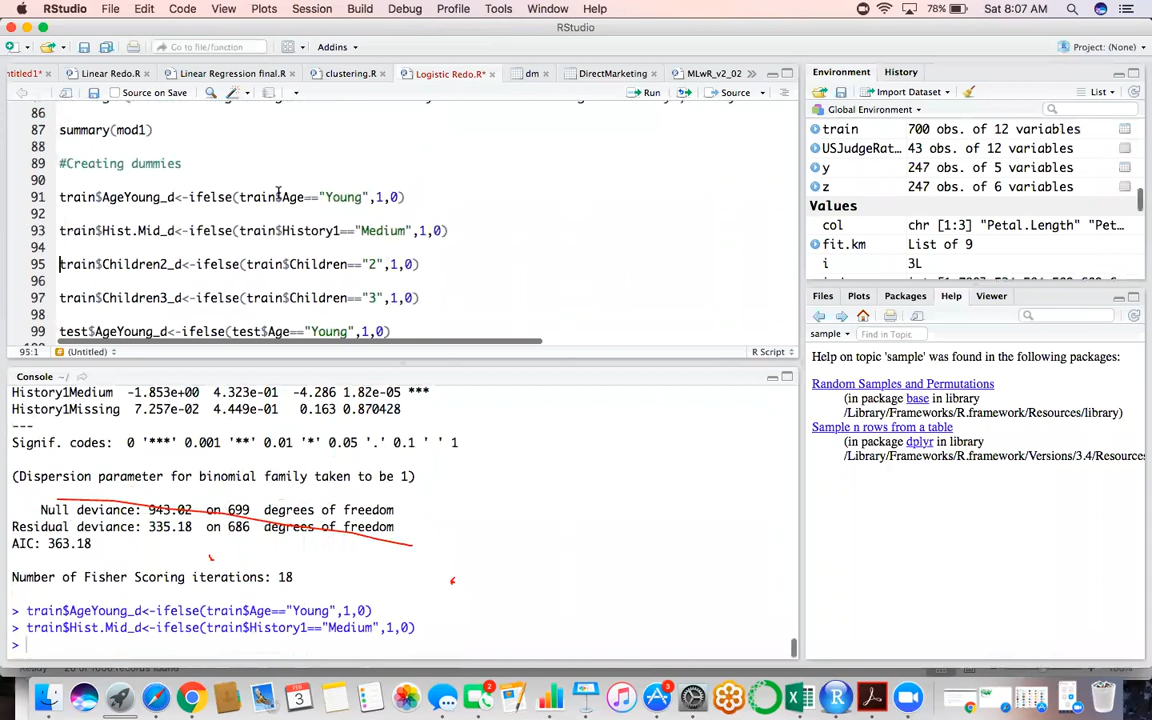 RStudio File Edit Code View Plots Session Build Debug Profile Tools Window Help 78% Sat 8:07 AM
RStudio
Go to file/function Addins Project: (None)
ntitled1* Linear Redo.R Linear Regression final.R clustering.R Logistic Redo.R* dm DirectMarketing MLwR_v2_02
Source on Save Run Source
86
87 summary(mod1)
88
89 #Creating dummies
90
91 train$AgeYoung_d<-ifelse(train$Age=="Young",1,0)
92
93 train$Hist.Mid_d<-ifelse(train$History1=="Medium",1,0)
94
95 train$Children2_d<-ifelse(train$Children=="2",1,0)
96
97 train$Children3_d<-ifelse(train$Children=="3",1,0)
98
99 test$AgeYoung_d<-ifelse(test$Age=="Young",1,0)
95:1 (Untitled) R Script
Console ~/
History1Medium -1.853e+00 4.323e-01 -4.286 1.82e-05 ***
History1Missing 7.257e-02 4.449e-01 0.163 0.870428
---
Signif. codes: 0 '***' 0.001 '**' 0.01 '*' 0.05 '.' 0.1 ' ' 1
(Dispersion parameter for binomial family taken to be 1)
Null deviance: 943.02 on 699 degrees of freedom
Residual deviance: 335.18 on 686 degrees of freedom
AIC: 363.18
Number of Fisher Scoring iterations: 18
> train$AgeYoung_d<-ifelse(train$Age=="Young",1,0)
> train$Hist.Mid_d<-ifelse(train$History1=="Medium",1,0)
>
Environment History
Import Dataset List
Global Environment
train 700 obs. of 12 variables
USJudgeRat… 43 obs. of 12 variables
y 247 obs. of 5 variables
z 247 obs. of 6 variables
Values
col chr [1:3] "Petal.Length" "Pet…
fit.km List of 9
i 3L
Files Plots Packages Help Viewer
sample Find in Topic
Help on topic 'sample' was found in the following packages:
Random Samples and Permutations
(in package base in library
/Library/Frameworks/R.framework/Resources/library)
Sample n rows from a table
(in package dplyr in library
/Library/Frameworks/R.framework/Versions/3.4/Resources